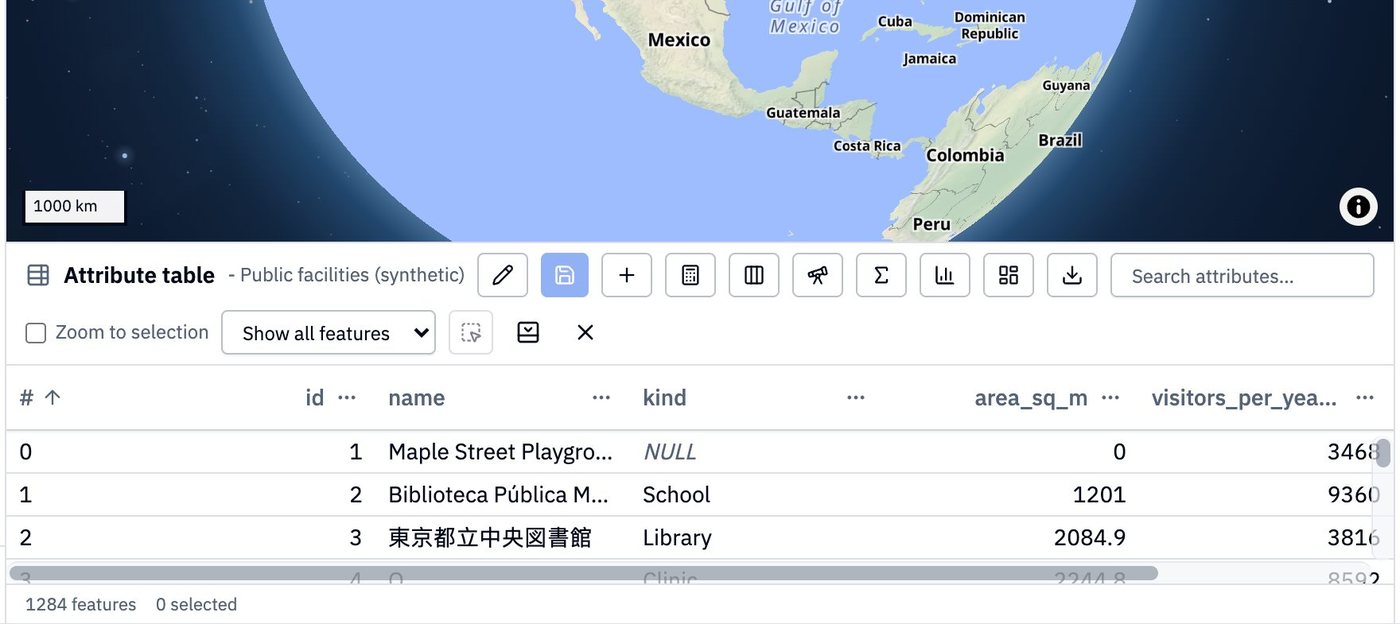 Gulf of
Mexico
Cuba
Dominican
Republic
Mexico
Jamaica
Guyana
Guatemala
Brazil
Costa Rica
Colombia
1000 km
Peru
Attribute table - Public facilities (synthetic) Search attributes...
Zoom to selection Show all features
# id ... name ... kind ... area_sq_m ... visitors_per_yea... ...
0 1 Maple Street Playgro... NULL 0 3468
1 2 Biblioteca Pública M... School 1201 9360
2 3 東京都立中央図書館 Library 2084.9 3816
3 4 O Clinic 2244.8 8592
1284 features 0 selected